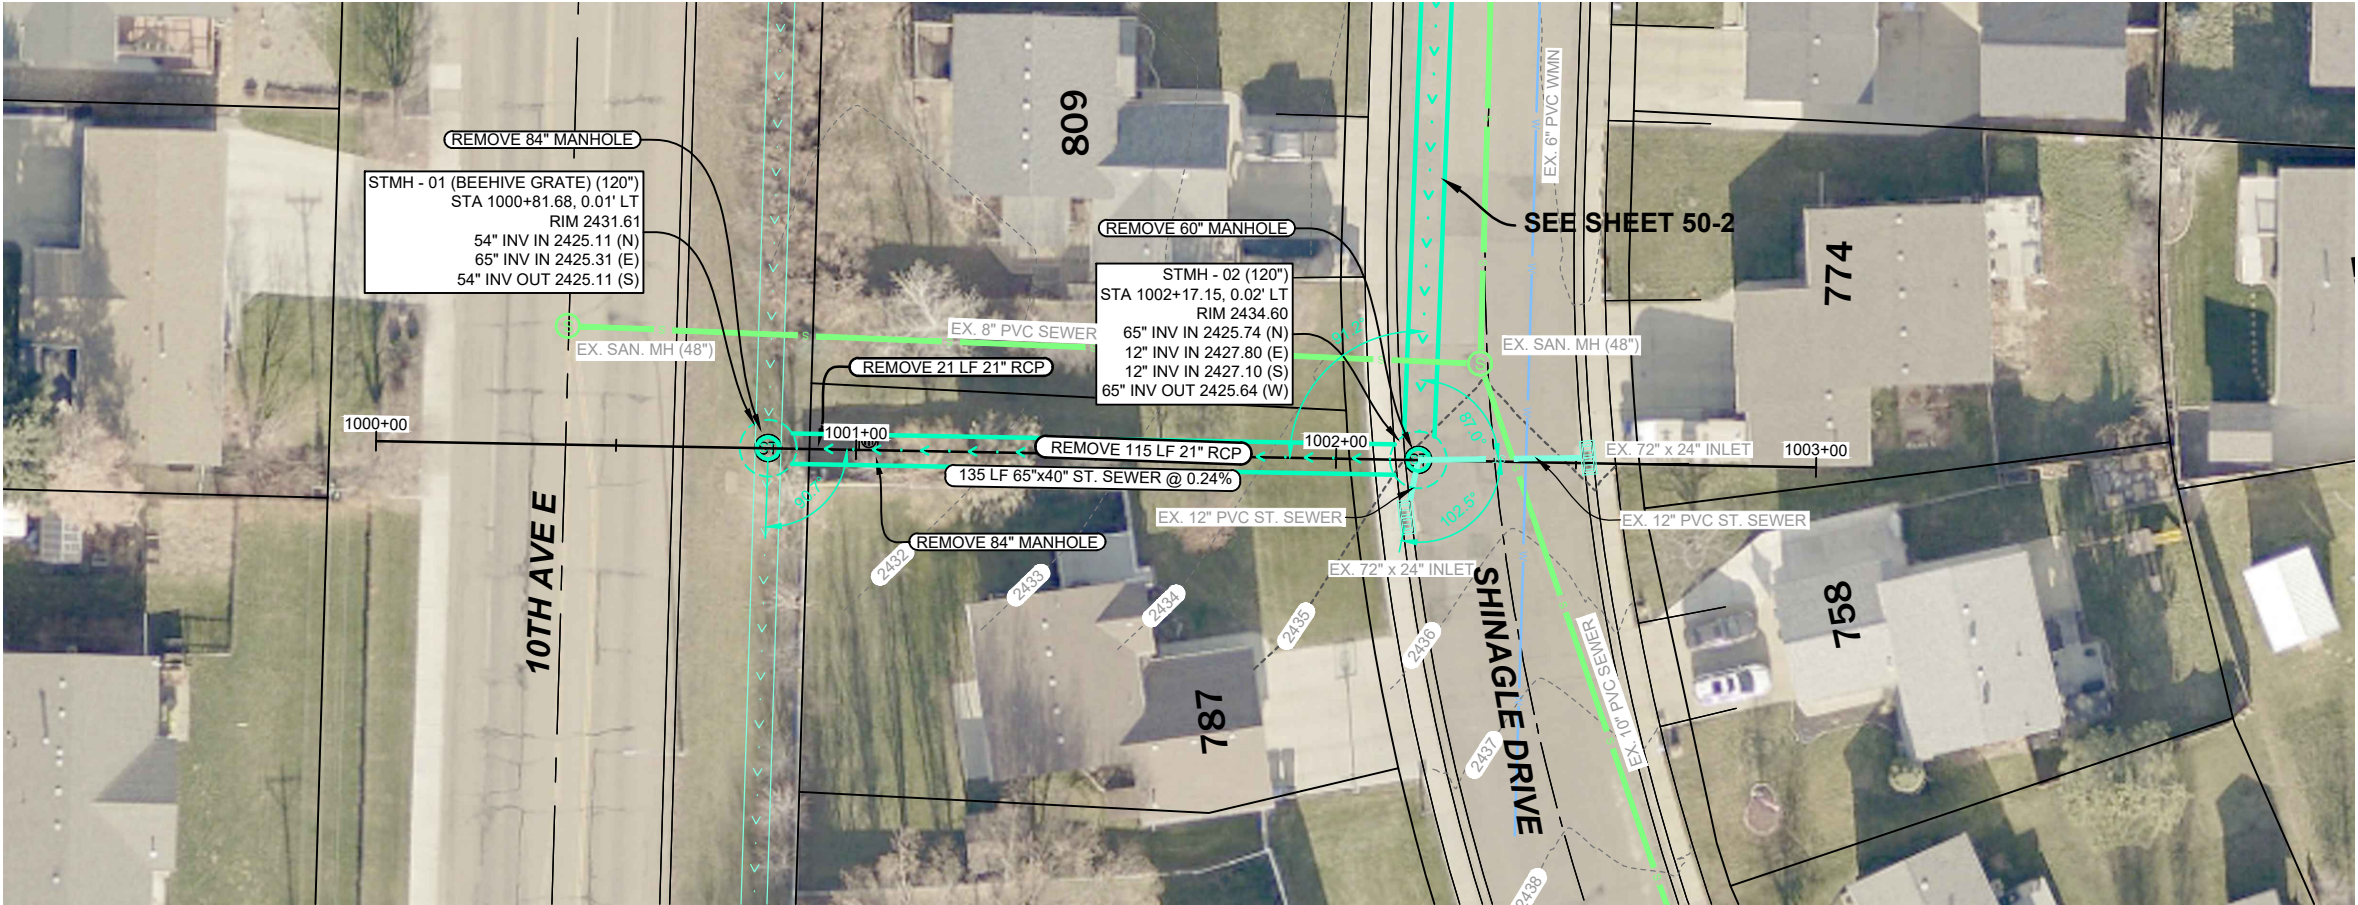 REMOVE 84" MANHOLE
STMH - 01 (BEEHIVE GRATE) (120")
STA 1000+81.68, 0.01' LT
RIM 2431.61
54" INV IN 2425.11 (N)
65" INV IN 2425.31 (E)
54" INV OUT 2425.11 (S)
809
EX. 6" PVC WMN
SEE SHEET 50-2
REMOVE 60" MANHOLE
STMH - 02 (120")
STA 1002+17.15, 0.02' LT
RIM 2434.60
65" INV IN 2425.74 (N)
12" INV IN 2427.80 (E)
12" INV IN 2427.10 (S)
65" INV OUT 2425.64 (W)
774
EX. 8" PVC SEWER
EX. SAN. MH (48")
EX. SAN. MH (48")
REMOVE 21 LF 21" RCP
1000+00
1001+00
1002+00
1003+00
REMOVE 115 LF 21" RCP
135 LF 65"x40" ST. SEWER @ 0.24%
87.0°
90.7°
102.5°
EX. 72" x 24" INLET
EX. 12" PVC ST. SEWER
EX. 12" PVC ST. SEWER
REMOVE 84" MANHOLE
EX. 72" x 24" INLET
10TH AVE E
2432
2433
2434
2435
2436
2437
2438
787
758
SHINAGLE DRIVE
EX. 10" PVC SEWER
S
S